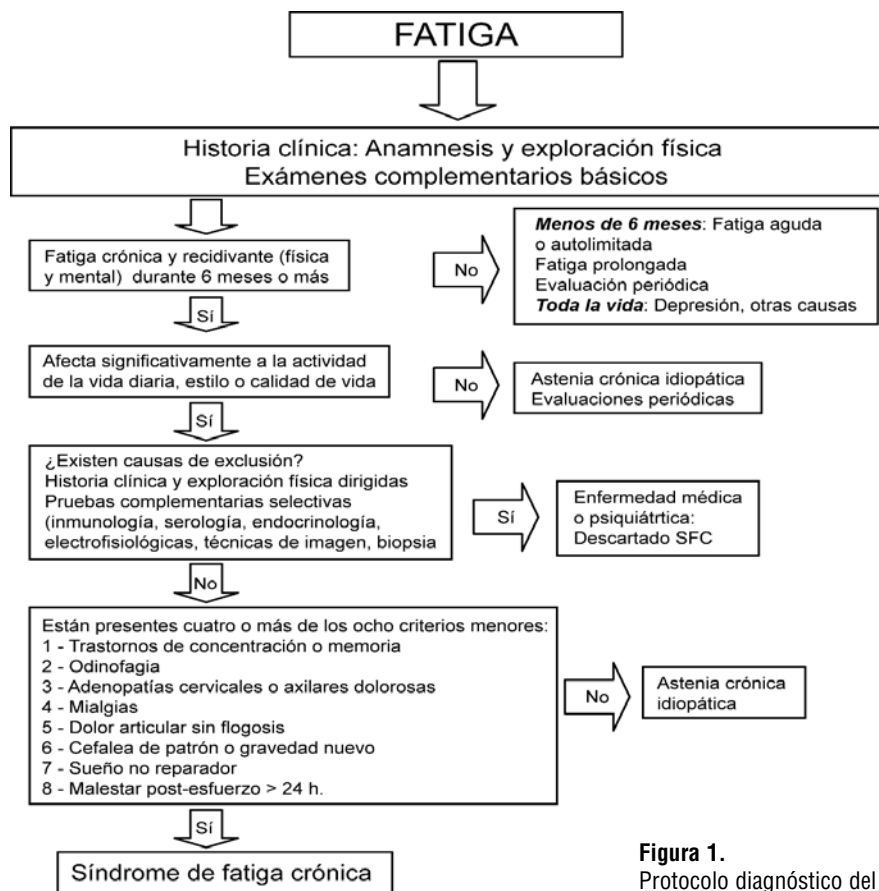 FATIGA
Historia clínica: Anamnesis y exploración física
Exámenes complementarios básicos
Fatiga crónica y recidivante (física
y mental) durante 6 meses o más
No
Menos de 6 meses: Fatiga aguda
o autolimitada
Fatiga prolongada
Evaluación periódica
Toda la vida: Depresión, otras causas
Sí
Afecta significativamente a la actividad
de la vida diaria, estilo o calidad de vida
No
Astenia crónica idiopática
Evaluaciones periódicas
Sí
¿Existen causas de exclusión?
Historia clínica y exploración física dirigidas
Pruebas complementarias selectivas
(inmunología, serología, endocrinología,
electrofisiológicas, técnicas de imagen, biopsia
Sí
Enfermedad médica
o psiquiátrtica:
Descartado SFC
No
Están presentes cuatro o más de los ocho criterios menores:
1 - Trastornos de concentración o memoria
2 - Odinofagia
3 - Adenopatías cervicales o axilares dolorosas
4 - Mialgias
5 - Dolor articular sin flogosis
6 - Cefalea de patrón o gravedad nuevo
7 - Sueño no reparador
8 - Malestar post-esfuerzo > 24 h.
No
Astenia crónica
idiopática
Sí
Síndrome de fatiga crónica
Figura 1.
Protocolo diagnóstico del